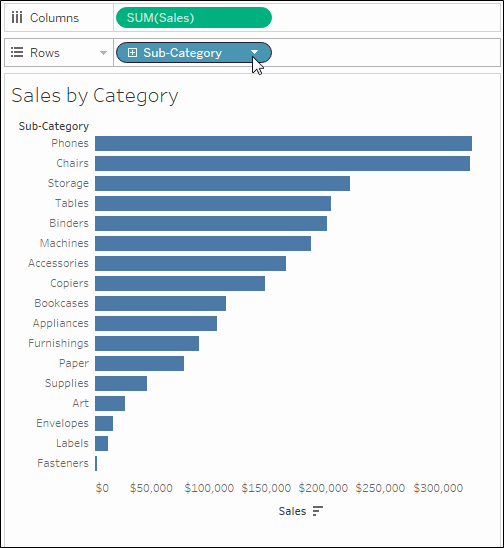 Columns SUM(Sales)
Rows Sub-Category
Sales by Category
Sub-Category
Phones
Chairs
Storage
Tables
Binders
Machines
Accessories
Copiers
Bookcases
Appliances
Furnishings
Paper
Supplies
Art
Envelopes
Labels
Fasteners
$0 $50,000 $100,000 $150,000 $200,000 $250,000 $300,000
Sales